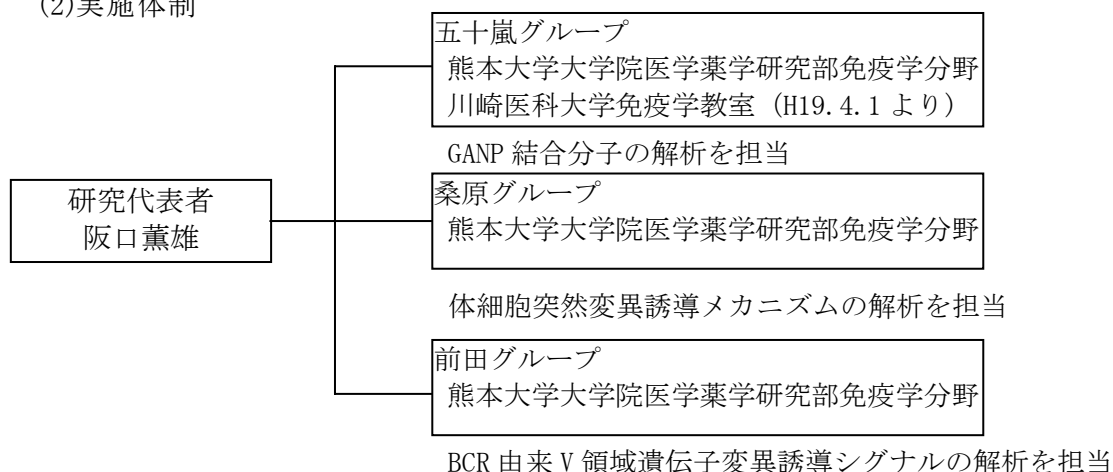 (2)実施体制
五十嵐グループ
熊本大学大学院医学薬学研究部免疫学分野
川崎医科大学免疫学教室（H19.4.1 より）
GANP 結合分子の解析を担当
研究代表者
阪口薫雄
桑原グループ
熊本大学大学院医学薬学研究部免疫学分野
体細胞突然変異誘導メカニズムの解析を担当
前田グループ
熊本大学大学院医学薬学研究部免疫学分野
BCR 由来 V 領域遺伝子変異誘導シグナルの解析を担当